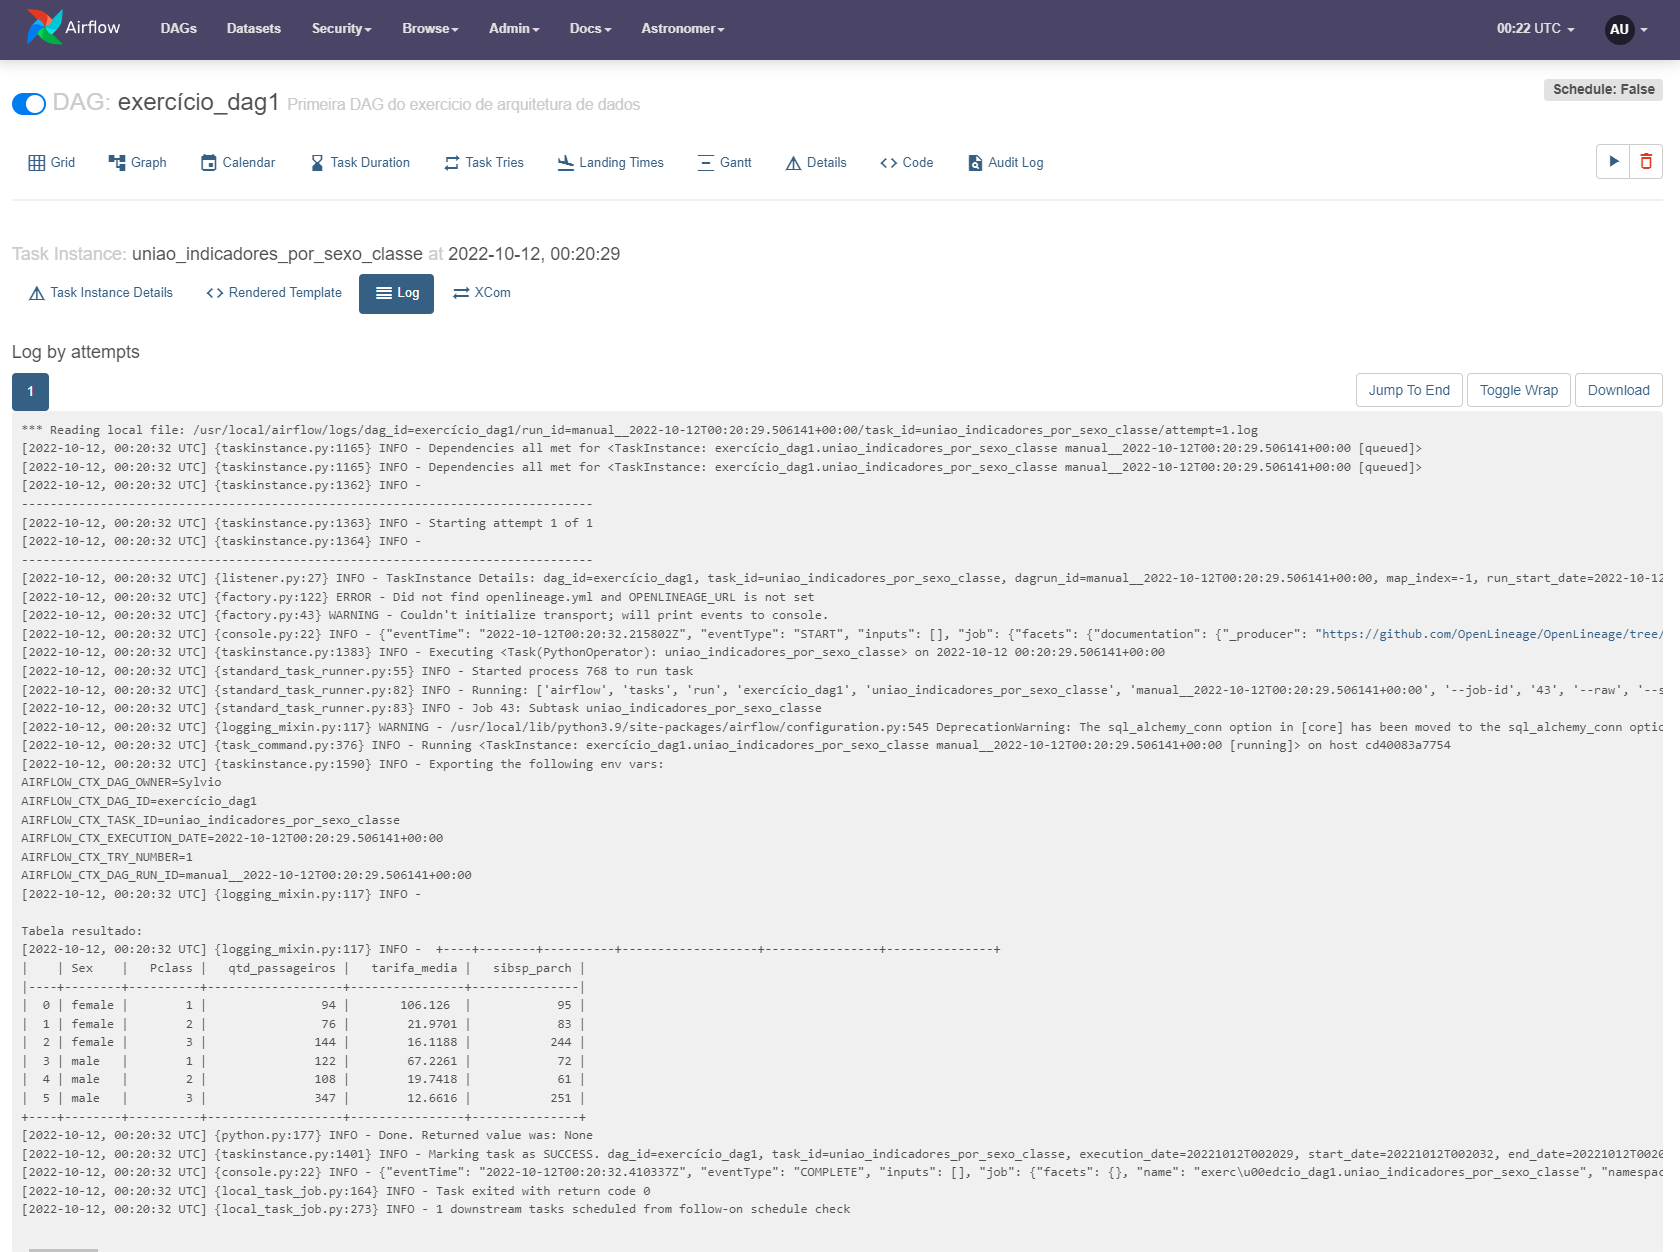 Airflow DAGs Datasets Security Browse Admin Docs Astronomer 00:22 UTC AU
DAG: exercício_dag1 Primeira DAG do exercicio de arquitetura de dados Schedule: False
Grid Graph Calendar Task Duration Task Tries Landing Times Gantt Details Code Audit Log
Task Instance: uniao_indicadores_por_sexo_classe at 2022-10-12, 00:20:29
Task Instance Details Rendered Template Log XCom
Log by attempts
1 Jump To End Toggle Wrap Download
*** Reading local file: /usr/local/airflow/logs/dag_id=exercício_dag1/run_id=manual__2022-10-12T00:20:29.506141+00:00/task_id=uniao_indicadores_por_sexo_classe/attempt=1.log
[2022-10-12, 00:20:32 UTC] {taskinstance.py:1165} INFO - Dependencies all met for <TaskInstance: exercício_dag1.uniao_indicadores_por_sexo_classe manual__2022-10-12T00:20:29.506141+00:00 [queued]>
[2022-10-12, 00:20:32 UTC] {taskinstance.py:1165} INFO - Dependencies all met for <TaskInstance: exercício_dag1.uniao_indicadores_por_sexo_classe manual__2022-10-12T00:20:29.506141+00:00 [queued]>
[2022-10-12, 00:20:32 UTC] {taskinstance.py:1362} INFO -
--------------------------------------------------------------------------------
[2022-10-12, 00:20:32 UTC] {taskinstance.py:1363} INFO - Starting attempt 1 of 1
[2022-10-12, 00:20:32 UTC] {taskinstance.py:1364} INFO -
--------------------------------------------------------------------------------
[2022-10-12, 00:20:32 UTC] {listener.py:27} INFO - TaskInstance Details: dag_id=exercício_dag1, task_id=uniao_indicadores_por_sexo_classe, dagrun_id=manual__2022-10-12T00:20:29.506141+00:00, map_index=-1, run_start_date=2022-10-12
[2022-10-12, 00:20:32 UTC] {factory.py:122} ERROR - Did not find openlineage.yml and OPENLINEAGE_URL is not set
[2022-10-12, 00:20:32 UTC] {factory.py:43} WARNING - Couldn't initialize transport; will print events to console.
[2022-10-12, 00:20:32 UTC] {console.py:22} INFO - {"eventTime": "2022-10-12T00:20:32.215802Z", "eventType": "START", "inputs": [], "job": {"facets": {"documentation": {"_producer": "https://github.com/OpenLineage/OpenLineage/tree/
[2022-10-12, 00:20:32 UTC] {taskinstance.py:1383} INFO - Executing <Task(PythonOperator): uniao_indicadores_por_sexo_classe> on 2022-10-12 00:20:29.506141+00:00
[2022-10-12, 00:20:32 UTC] {standard_task_runner.py:55} INFO - Started process 768 to run task
[2022-10-12, 00:20:32 UTC] {standard_task_runner.py:82} INFO - Running: ['airflow', 'tasks', 'run', 'exercício_dag1', 'uniao_indicadores_por_sexo_classe', 'manual__2022-10-12T00:20:29.506141+00:00', '--job-id', '43', '--raw', '--s
[2022-10-12, 00:20:32 UTC] {standard_task_runner.py:83} INFO - Job 43: Subtask uniao_indicadores_por_sexo_classe
[2022-10-12, 00:20:32 UTC] {logging_mixin.py:117} WARNING - /usr/local/lib/python3.9/site-packages/airflow/configuration.py:545 DeprecationWarning: The sql_alchemy_conn option in [core] has been moved to the sql_alchemy_conn optio
[2022-10-12, 00:20:32 UTC] {task_command.py:376} INFO - Running <TaskInstance: exercício_dag1.uniao_indicadores_por_sexo_classe manual__2022-10-12T00:20:29.506141+00:00 [running]> on host cd40083a7754
[2022-10-12, 00:20:32 UTC] {taskinstance.py:1590} INFO - Exporting the following env vars:
AIRFLOW_CTX_DAG_OWNER=Sylvio
AIRFLOW_CTX_DAG_ID=exercício_dag1
AIRFLOW_CTX_TASK_ID=uniao_indicadores_por_sexo_classe
AIRFLOW_CTX_EXECUTION_DATE=2022-10-12T00:20:29.506141+00:00
AIRFLOW_CTX_TRY_NUMBER=1
AIRFLOW_CTX_DAG_RUN_ID=manual__2022-10-12T00:20:29.506141+00:00
[2022-10-12, 00:20:32 UTC] {logging_mixin.py:117} INFO -
Tabela resultado:
[2022-10-12, 00:20:32 UTC] {logging_mixin.py:117} INFO -  +----+--------+----------+-------------------+----------------+---------------+
|    | Sex    |   Pclass |   qtd_passageiros |   tarifa_media |   sibsp_parch |
|----+--------+----------+-------------------+----------------+---------------|
|  0 | female |        1 |                94 |       106.126  |            95 |
|  1 | female |        2 |                76 |        21.9701 |            83 |
|  2 | female |        3 |               144 |        16.1188 |           244 |
|  3 | male   |        1 |               122 |        67.2261 |            72 |
|  4 | male   |        2 |               108 |        19.7418 |            61 |
|  5 | male   |        3 |               347 |        12.6616 |           251 |
+----+--------+----------+-------------------+----------------+---------------+
[2022-10-12, 00:20:32 UTC] {python.py:177} INFO - Done. Returned value was: None
[2022-10-12, 00:20:32 UTC] {taskinstance.py:1401} INFO - Marking task as SUCCESS. dag_id=exercício_dag1, task_id=uniao_indicadores_por_sexo_classe, execution_date=20221012T002029, start_date=20221012T002032, end_date=20221012T0020
[2022-10-12, 00:20:32 UTC] {console.py:22} INFO - {"eventTime": "2022-10-12T00:20:32.410337Z", "eventType": "COMPLETE", "inputs": [], "job": {"facets": {}, "name": "exerc\u00edcio_dag1.uniao_indicadores_por_sexo_classe", "namespac
[2022-10-12, 00:20:32 UTC] {local_task_job.py:164} INFO - Task exited with return code 0
[2022-10-12, 00:20:32 UTC] {local_task_job.py:273} INFO - 1 downstream tasks scheduled from follow-on schedule check